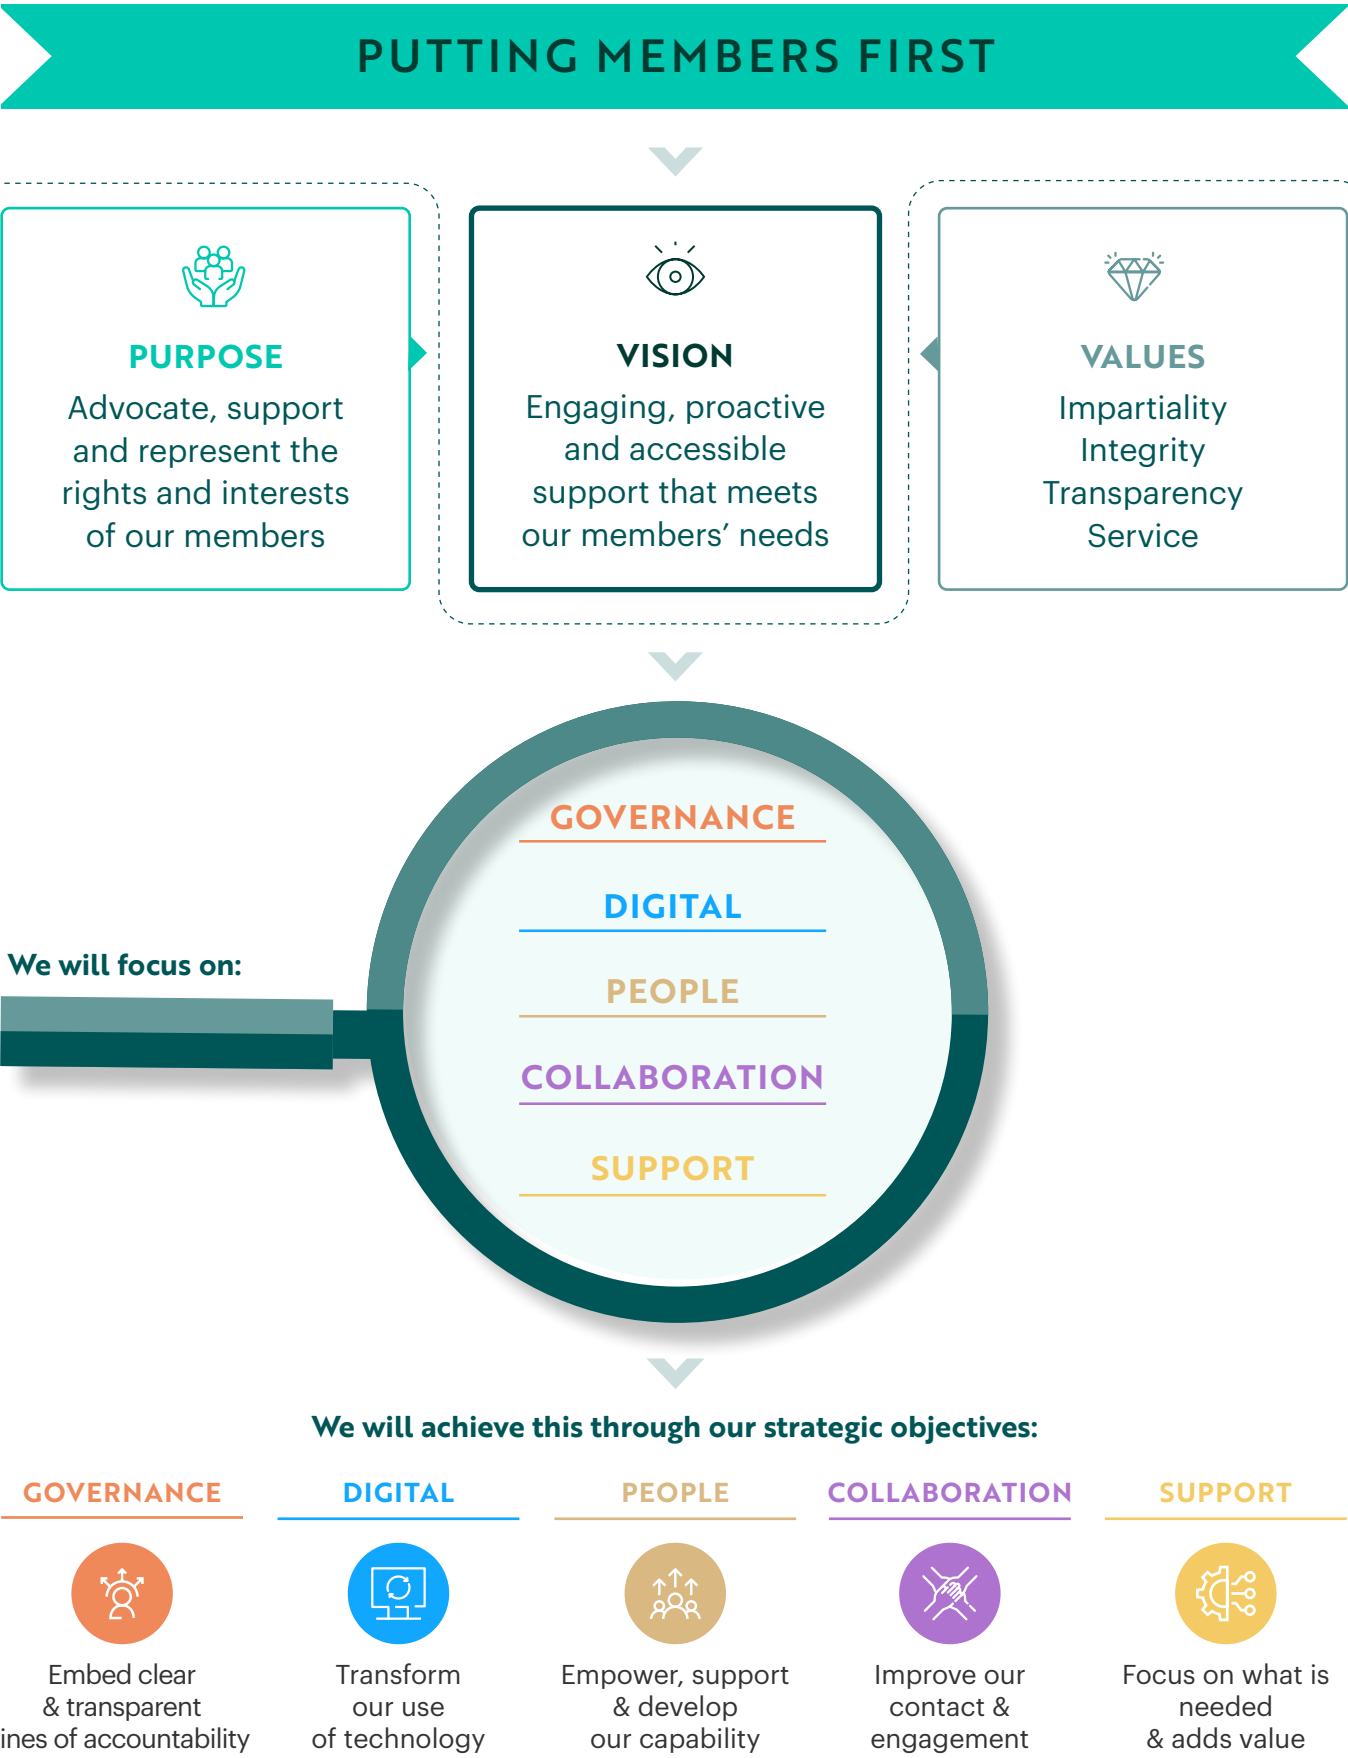 PUTTING MEMBERS FIRST
PURPOSE
Advocate, support
and represent the
rights and interests
of our members
VISION
Engaging, proactive
and accessible
support that meets
our members’ needs
VALUES
Impartiality
Integrity
Transparency
Service
We will focus on:
GOVERNANCE
DIGITAL
PEOPLE
COLLABORATION
SUPPORT
We will achieve this through our strategic objectives:
GOVERNANCE
Embed clear
& transparent
ines of accountability
DIGITAL
Transform
our use
of technology
PEOPLE
Empower, support
& develop
our capability
COLLABORATION
Improve our
contact &
engagement
SUPPORT
Focus on what is
needed
& adds value